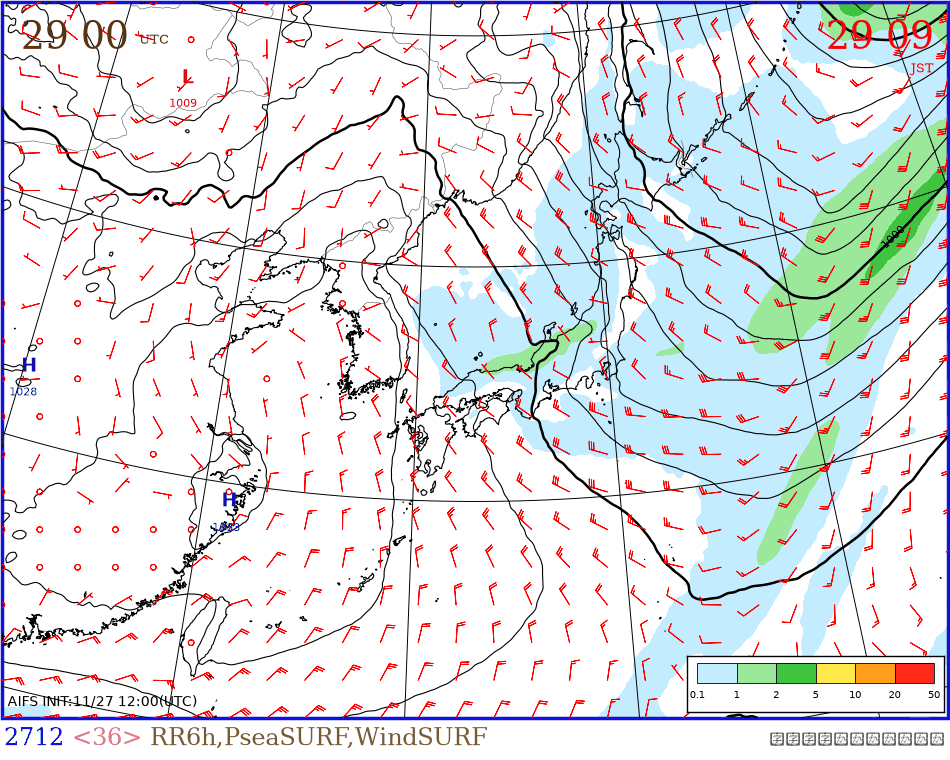 29 00 UTC
29 09
JST
L
1009
1000
H
1028
H
0.1 1 2 5 10 20 50
AIFS INIT:11/27 12:00(UTC)
2712 <36> RR6h,PseaSURF,WindSURF